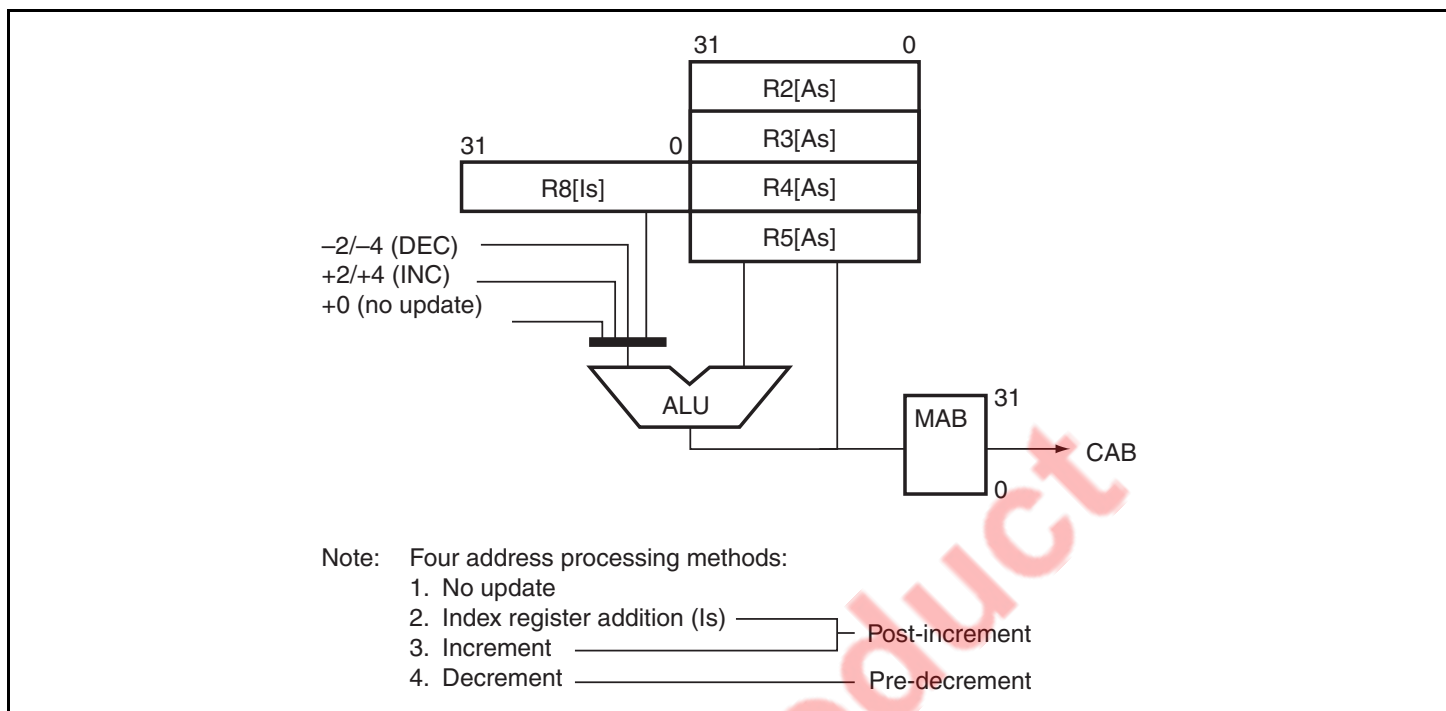 31 0
R2[As]
R3[As]
31 0
R8[Is] R4[As]
R5[As]
–2/–4 (DEC)
+2/+4 (INC)
+0 (no update)
ALU
31
MAB
CAB
0
Note: Four address processing methods:
1. No update
2. Index register addition (Is)
Post-increment
3. Increment
4. Decrement Pre-decrement